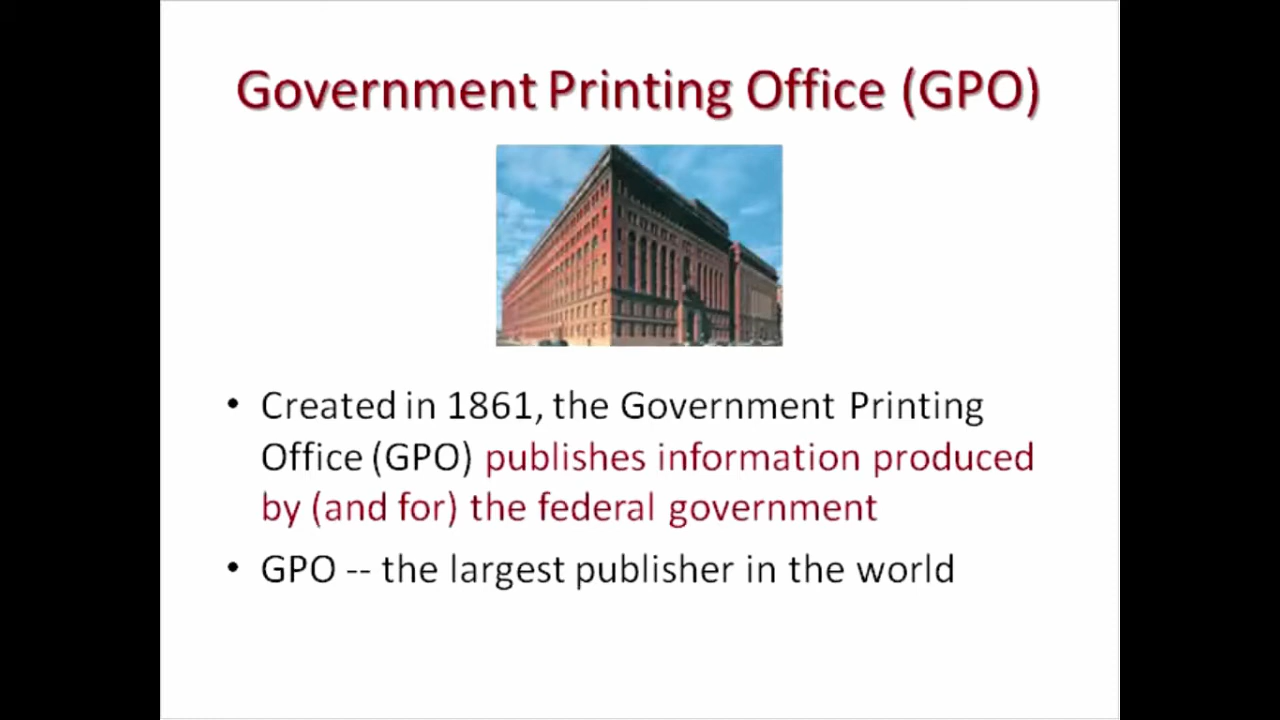 Government Printing Office (GPO)
• Created in 1861, the Government Printing
Office (GPO) publishes information produced
by (and for) the federal government
• GPO -- the largest publisher in the world